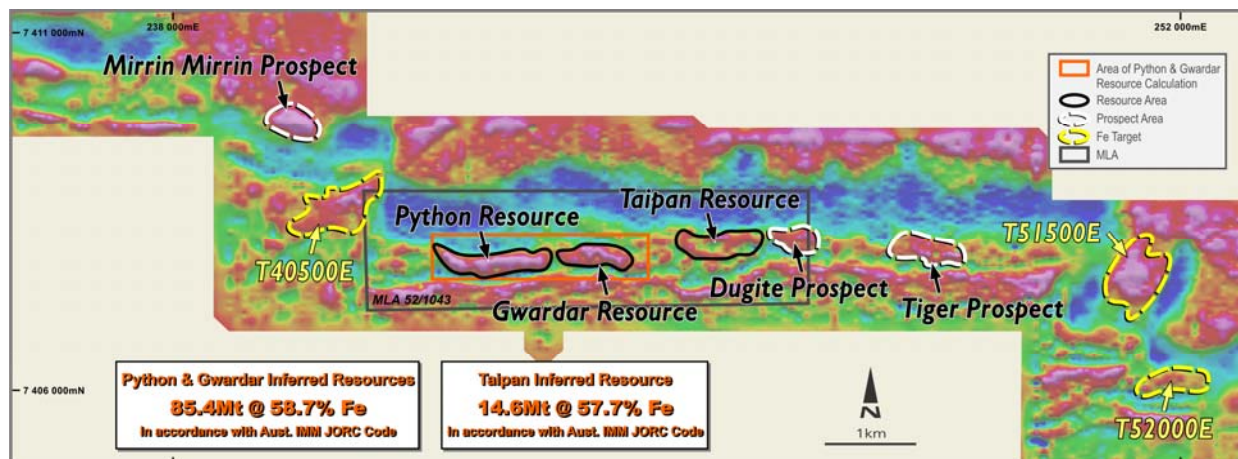 238 000mE
252 000mE
7 411 000mN
Mirrin Mirrin Prospect
Area of Python & Gwardar
Resource Calculation
Resource Area
Prospect Area
Fe Target
MLA
Taipan Resource
Python Resource
T51500E
T40500E
Dugite Prospect
Tiger Prospect
MLA 52/1043
Gwardar Resource
Python & Gwardar Inferred Resources
85.4Mt @ 58.7% Fe
In accordance with Aust. IMM JORC Code
Taipan Inferred Resource
14.6Mt @ 57.7% Fe
In accordance with Aust. IMM JORC Code
7 406 000mN
N
1km
T52000E